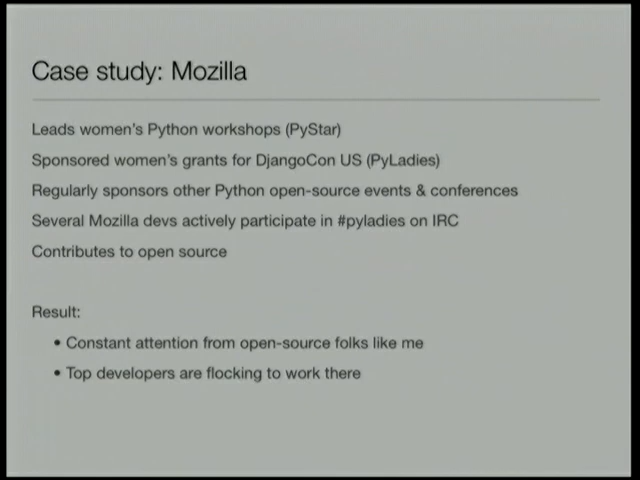 Case study: Mozilla
Leads women's Python workshops (PyStar)
Sponsored women's grants for DjangoCon US (PyLadies)
Regularly sponsors other Python open-source events & conferences
Several Mozilla devs actively participate in #pyladies on IRC
Contributes to open source
Result:
• Constant attention from open-source folks like me
• Top developers are flocking to work there